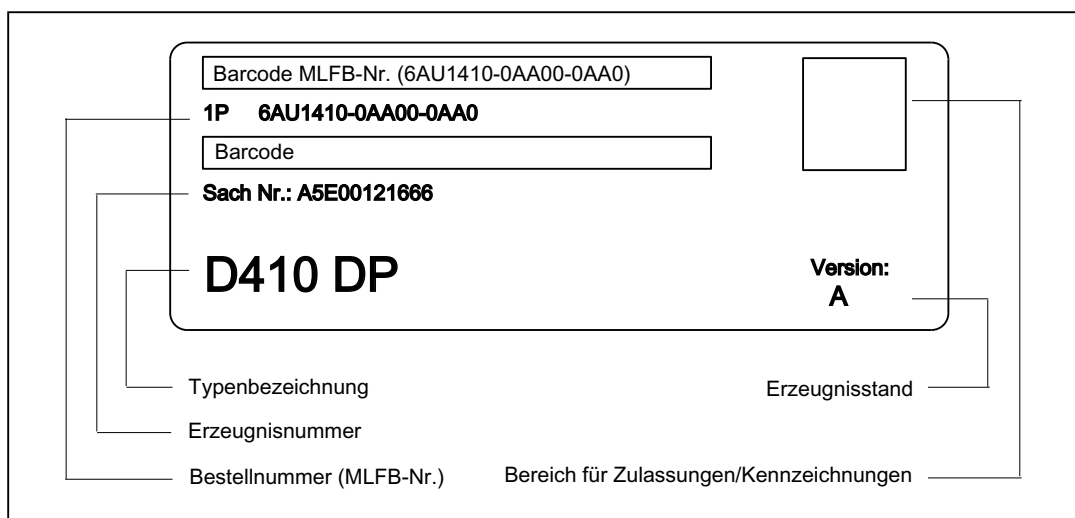 Barcode MLFB-Nr. (6AU1410-0AA00-0AA0)
1P 6AU1410-0AA00-0AA0
Barcode
Sach Nr.: A5E00121666
D410 DP
Version:
A
Typenbezeichnung
Erzeugnisstand
Erzeugnisnummer
Bestellnummer (MLFB-Nr.)
Bereich für Zulassungen/Kennzeichnungen